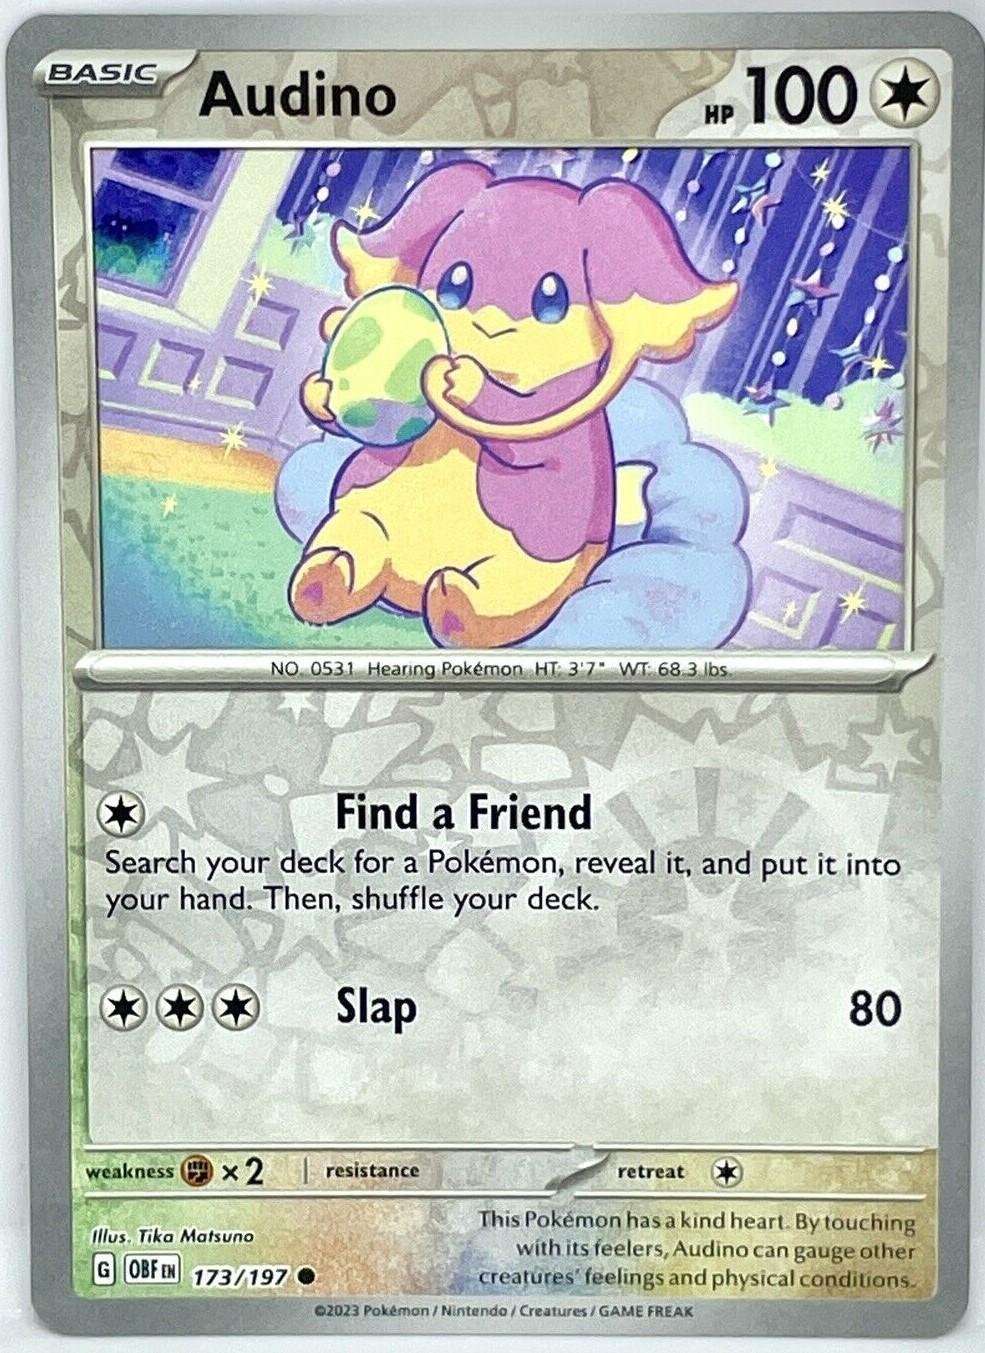 BASIC Audino HP 100
NO. 0531 Hearing Pokémon HT: 3'7" WT: 68.3 lbs.
Find a Friend
Search your deck for a Pokémon, reveal it, and put it into
your hand. Then, shuffle your deck.
Slap 80
weakness ×2 resistance retreat
This Pokémon has a kind heart. By touching
with its feelers, Audino can gauge other
creatures' feelings and physical conditions.
Illus. Tika Matsuno
G OBF EN 173/197
©2023 Pokémon / Nintendo / Creatures / GAME FREAK